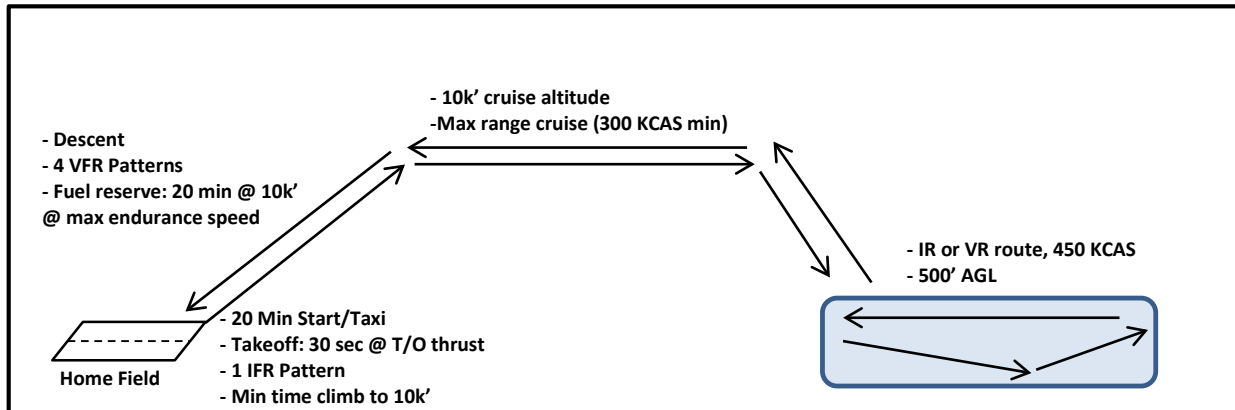 - 10k’ cruise altitude
-Max range cruise (300 KCAS min)
- Descent
- 4 VFR Patterns
- Fuel reserve: 20 min @ 10k’
@ max endurance speed
- IR or VR route, 450 KCAS
- 500’ AGL
- 20 Min Start/Taxi
- Takeoff: 30 sec @ T/O thrust
- 1 IFR Pattern
- Min time climb to 10k’
Home Field